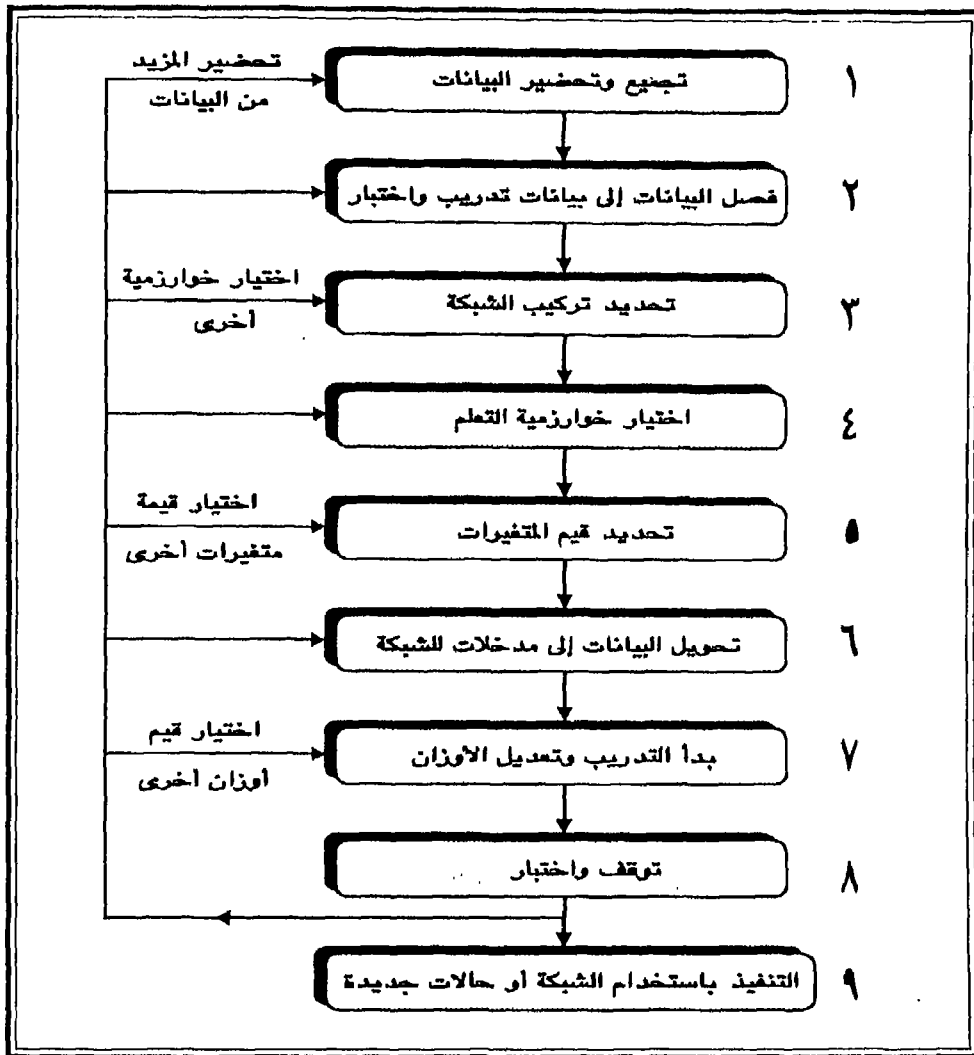 تحضير المزيد
من البيانات
تجميع وتحضير البيانات
١
فصل البيانات إلى بيانات تدريب واختبار
٢
اختيار خوارزمية
أخرى
تحديد تركيب الشبكة
٣
اختيار خوارزمية التعلم
٤
اختيار قيمة
متغيرات أخرى
تحديد قيم المتغيرات
٥
تحويل البيانات إلى مدخلات للشبكة
٦
اختيار قيم
أوزان أخرى
بدأ التدريب وتعديل الأوزان
٧
توقف واختبار
٨
التنفيذ باستخدام الشبكة أو حالات جديدة
٩